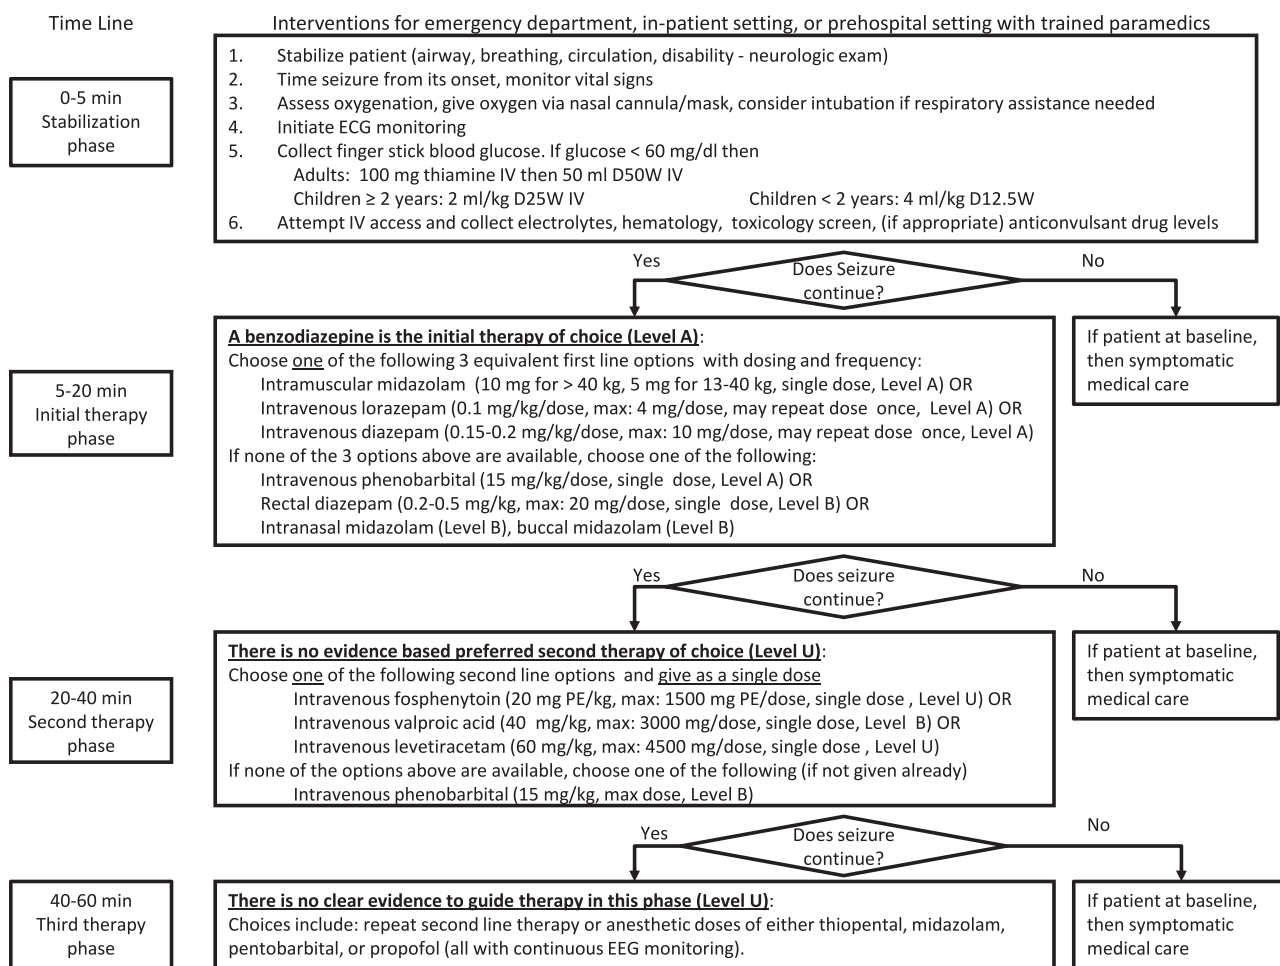 Time Line
Interventions for emergency department, in-patient setting, or prehospital setting with trained paramedics
0-5 min
Stabilization
phase
1. Stabilize patient (airway, breathing, circulation, disability - neurologic exam)
2. Time seizure from its onset, monitor vital signs
3. Assess oxygenation, give oxygen via nasal cannula/mask, consider intubation if respiratory assistance needed
4. Initiate ECG monitoring
5. Collect finger stick blood glucose. If glucose < 60 mg/dl then
Adults: 100 mg thiamine IV then 50 ml D50W IV
Children ≥ 2 years: 2 ml/kg D25W IV Children < 2 years: 4 ml/kg D12.5W
6. Attempt IV access and collect electrolytes, hematology, toxicology screen, (if appropriate) anticonvulsant drug levels
Yes
Does Seizure
continue?
No
5-20 min
Initial therapy
phase
A benzodiazepine is the initial therapy of choice (Level A):
Choose one of the following 3 equivalent first line options with dosing and frequency:
Intramuscular midazolam (10 mg for > 40 kg, 5 mg for 13-40 kg, single dose, Level A) OR
Intravenous lorazepam (0.1 mg/kg/dose, max: 4 mg/dose, may repeat dose once, Level A) OR
Intravenous diazepam (0.15-0.2 mg/kg/dose, max: 10 mg/dose, may repeat dose once, Level A)
If none of the 3 options above are available, choose one of the following:
Intravenous phenobarbital (15 mg/kg/dose, single dose, Level A) OR
Rectal diazepam (0.2-0.5 mg/kg, max: 20 mg/dose, single dose, Level B) OR
Intranasal midazolam (Level B), buccal midazolam (Level B)
If patient at baseline,
then symptomatic
medical care
Yes
Does seizure
continue?
No
20-40 min
Second therapy
phase
There is no evidence based preferred second therapy of choice (Level U):
Choose one of the following second line options and give as a single dose
Intravenous fosphenytoin (20 mg PE/kg, max: 1500 mg PE/dose, single dose , Level U) OR
Intravenous valproic acid (40 mg/kg, max: 3000 mg/dose, single dose, Level B) OR
Intravenous levetiracetam (60 mg/kg, max: 4500 mg/dose, single dose , Level U)
If none of the options above are available, choose one of the following (if not given already)
Intravenous phenobarbital (15 mg/kg, max dose, Level B)
If patient at baseline,
then symptomatic
medical care
Yes
Does seizure
continue?
No
40-60 min
Third therapy
phase
There is no clear evidence to guide therapy in this phase (Level U):
Choices include: repeat second line therapy or anesthetic doses of either thiopental, midazolam,
pentobarbital, or propofol (all with continuous EEG monitoring).
If patient at baseline,
then symptomatic
medical care